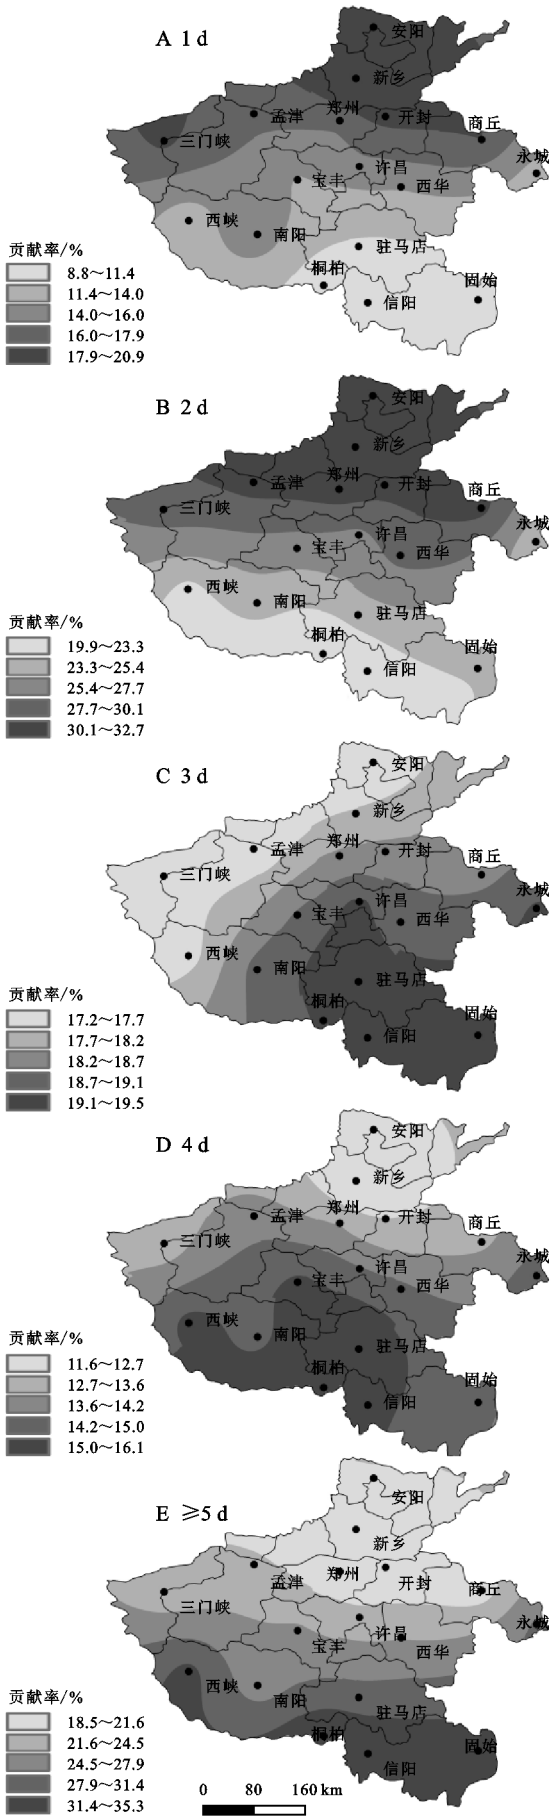 A 1 d
安阳
新乡
孟津
郑州
开封
商丘
三门峡
永城
许昌
宝丰
西华
西峡
南阳
驻马店
桐柏
固始
信阳
贡献率/%
8.8~11.4
11.4~14.0
14.0~16.0
16.0~17.9
17.9~20.9
B 2 d
安阳
新乡
孟津
郑州
开封
商丘
三门峡
永城
许昌
宝丰
西华
西峡
南阳
驻马店
桐柏
固始
信阳
贡献率/%
19.9~23.3
23.3~25.4
25.4~27.7
27.7~30.1
30.1~32.7
C 3 d
安阳
新乡
孟津
郑州
开封
商丘
三门峡
永城
许昌
宝丰
西华
西峡
南阳
驻马店
桐柏
固始
信阳
贡献率/%
17.2~17.7
17.7~18.2
18.2~18.7
18.7~19.1
19.1~19.5
D 4 d
安阳
新乡
孟津
郑州
开封
商丘
三门峡
永城
许昌
宝丰
西华
西峡
南阳
驻马店
桐柏
固始
信阳
贡献率/%
11.6~12.7
12.7~13.6
13.6~14.2
14.2~15.0
15.0~16.1
E ≥5 d
安阳
新乡
孟津
郑州
开封
商丘
三门峡
永城
许昌
宝丰
西华
西峡
南阳
驻马店
桐柏
固始
信阳
贡献率/%
18.5~21.6
21.6~24.5
24.5~27.9
27.9~31.4
31.4~35.3
0 80 160 km